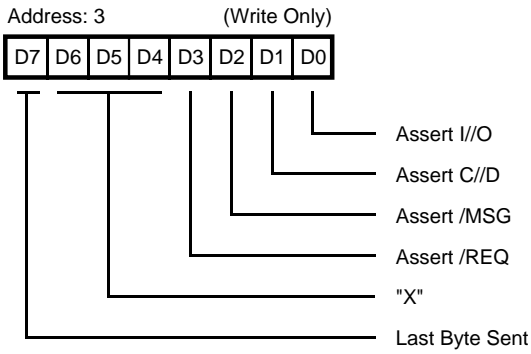 Address: 3 (Write Only)
D7 D6 D5 D4 D3 D2 D1 D0
Assert I//O
Assert C//D
Assert /MSG
Assert /REQ
"X"
Last Byte Sent